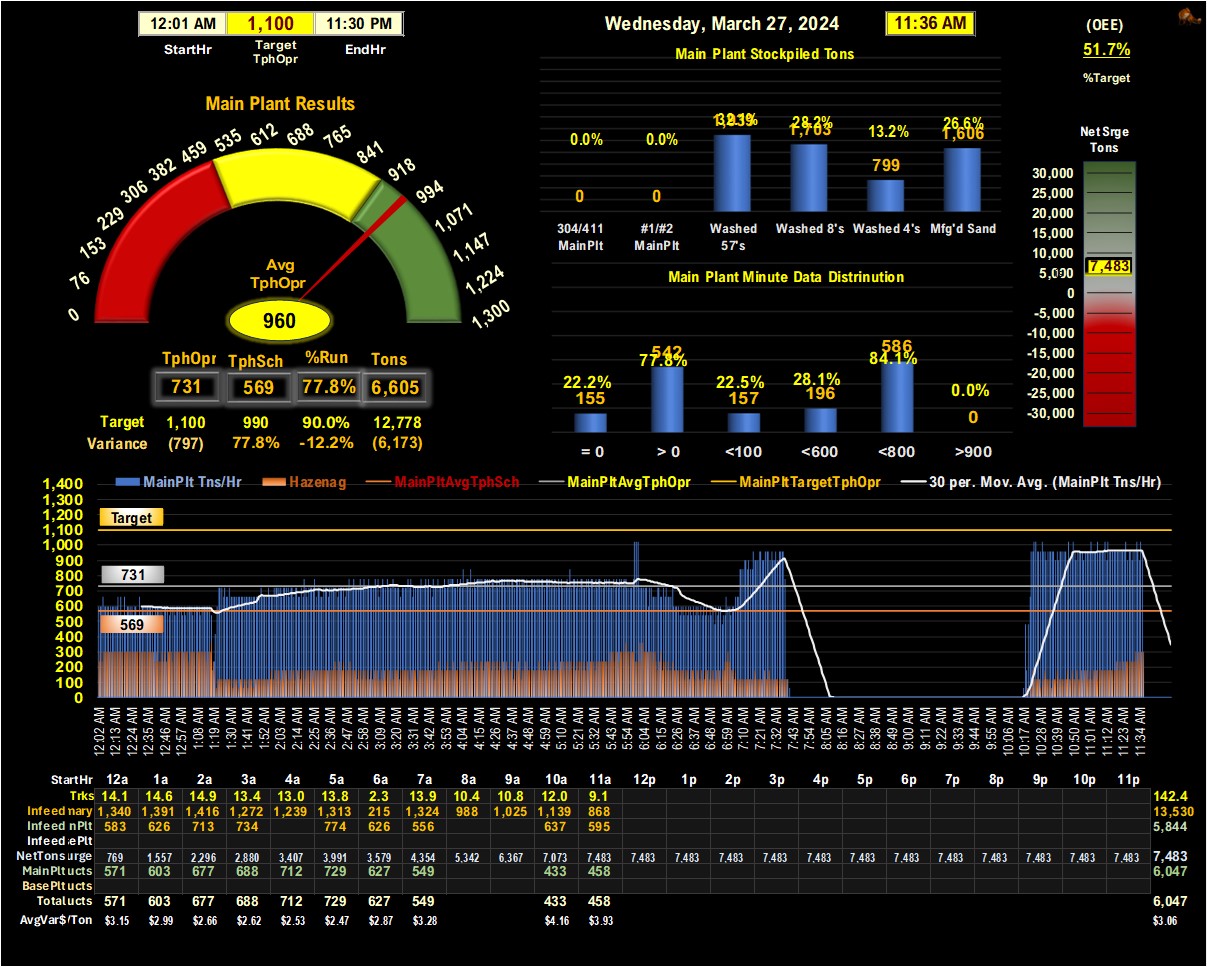 12:01 AM 1,100 11:30 PM
StartHr Target TphOpr EndHr
Wednesday, March 27, 2024 11:36 AM
(OEE)
51.7%
%Target
Main Plant Results
0 76 153 229 306 382 459 535 612 688 765 841 918 994 1,071 1,147 1,224 1,300
Avg
TphOpr
960
TphOpr TphSch %Run Tons
731 569 77.8% 6,605
Target 1,100 990 90.0% 12,778
Variance (797) 77.8% -12.2% (6,173)
Main Plant Stockpiled Tons
0.0% 0.0% 28.2% 13.2% 26.6%
0 0 1,703 799 1,606
304/411 #1/#2 Washed Washed 8's Washed 4's Mfg'd Sand
MainPlt MainPlt 57's
Main Plant Minute Data Distrinution
22.2% 77.8% 22.5% 28.1% 84.1% 0.0%
155 542 157 196 586 0
= 0 > 0 <100 <600 <800 >900
NetSrge
Tons
30,000
25,000
20,000
15,000
10,000
7,483
5,000
0
-5,000
-10,000
-15,000
-20,000
-25,000
-30,000
MainPlt Tns/Hr Hazenag MainPltAvgTphSch MainPltAvgTphOpr MainPltTargetTphOpr 30 per. Mov. Avg. (MainPlt Tns/Hr)
1,400
1,300
1,200
1,100
1,000
900
800
700
600
500
400
300
200
100
0
Target
731
569
12:02 AM 12:13 AM 12:24 AM 12:35 AM 12:46 AM 12:57 AM 1:08 AM 1:19 AM 1:30 AM 1:41 AM 1:52 AM 2:03 AM 2:14 AM 2:25 AM 2:36 AM 2:47 AM 2:58 AM 3:09 AM 3:20 AM 3:31 AM 3:42 AM 3:53 AM 4:04 AM 4:15 AM 4:26 AM 4:37 AM 4:48 AM 4:59 AM 5:10 AM 5:21 AM 5:32 AM 5:43 AM 5:54 AM 6:04 AM 6:15 AM 6:26 AM 6:37 AM 6:48 AM 6:59 AM 7:10 AM 7:21 AM 7:32 AM 7:43 AM 7:54 AM 8:05 AM 8:16 AM 8:27 AM 8:38 AM 8:49 AM 9:00 AM 9:11 AM 9:22 AM 9:33 AM 9:44 AM 9:55 AM 10:06 AM 10:17 AM 10:28 AM 10:39 AM 10:50 AM 11:01 AM 11:12 AM 11:23 AM 11:34 AM
StartHr 12a 1a 2a 3a 4a 5a 6a 7a 8a 9a 10a 11a 12p 1p 2p 3p 4p 5p 6p 7p 8p 9p 10p 11p
Trks 14.1 14.6 14.9 13.4 13.0 13.8 2.3 13.9 10.4 10.8 12.0 9.1 142.4
Infeed nary 1,340 1,391 1,416 1,272 1,239 1,313 215 1,324 988 1,025 1,139 868 13,530
Infeed nPlt 583 626 713 734 774 626 556 637 595 5,844
Infeed ePlt
NetTons urge 769 1,557 2,296 2,880 3,407 3,991 3,579 4,354 5,342 6,367 7,073 7,483 7,483 7,483 7,483 7,483 7,483 7,483 7,483 7,483 7,483 7,483 7,483 7,483 7,483
MainPlt ucts 571 603 677 688 712 729 627 549 433 458 6,047
BasePlt ucts
Total ucts 571 603 677 688 712 729 627 549 433 458 6,047
AvgVar$/Ton $3.15 $2.99 $2.66 $2.62 $2.53 $2.47 $2.87 $3.28 $4.16 $3.93 $3.06